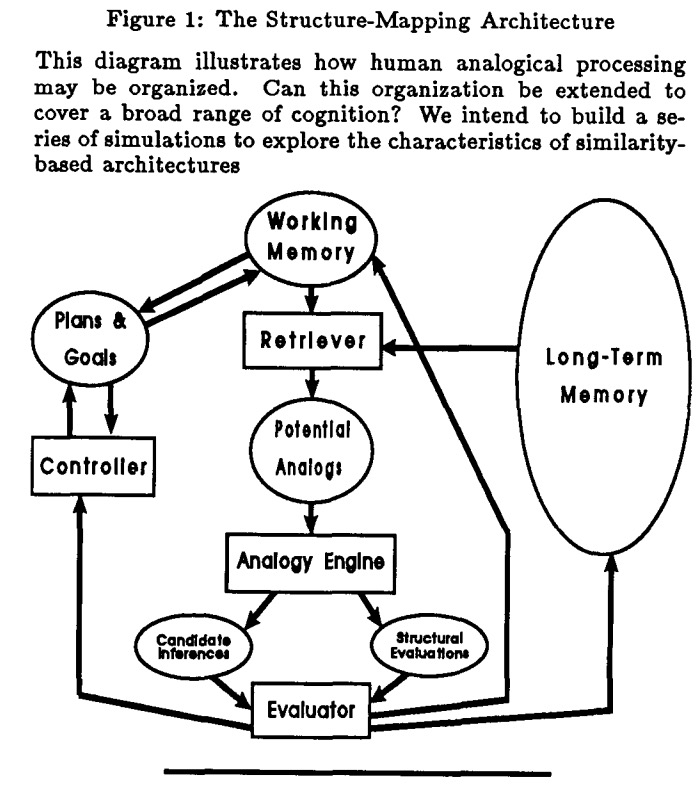 Figure 1: The Structure-Mapping Architecture
This diagram illustrates how human analogical processing
may be organized. Can this organization be extended to
cover a broad range of cognition? We intend to build a se-
ries of simulations to explore the characteristics of similarity-
based architectures
Working
Memory
Plans &
Goals
Retriever
Long-Term
Memory
Potential
Analogs
Controller
Analogy Engine
Candidate
Inferences
Structural
Evaluations
Evaluator